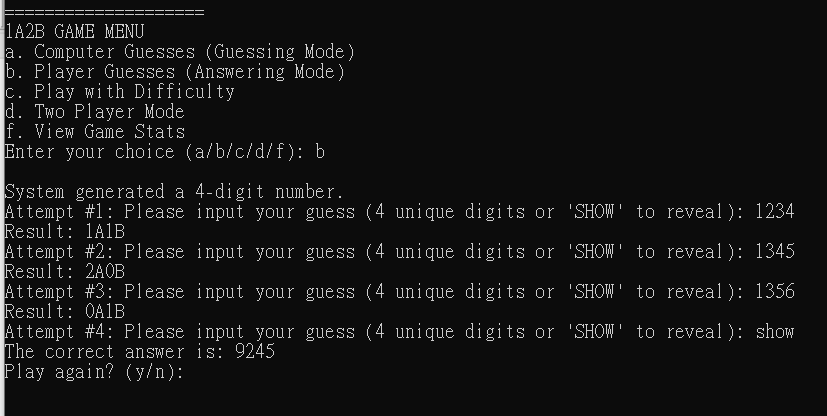 ====================
1A2B GAME MENU
a. Computer Guesses (Guessing Mode)
b. Player Guesses (Answering Mode)
c. Play with Difficulty
d. Two Player Mode
f. View Game Stats
Enter your choice (a/b/c/d/f): b
System generated a 4-digit number.
Attempt #1: Please input your guess (4 unique digits or 'SHOW' to reveal): 1234
Result: 1A1B
Attempt #2: Please input your guess (4 unique digits or 'SHOW' to reveal): 1345
Result: 2A0B
Attempt #3: Please input your guess (4 unique digits or 'SHOW' to reveal): 1356
Result: 0A1B
Attempt #4: Please input your guess (4 unique digits or 'SHOW' to reveal): show
The correct answer is: 9245
Play again? (y/n):